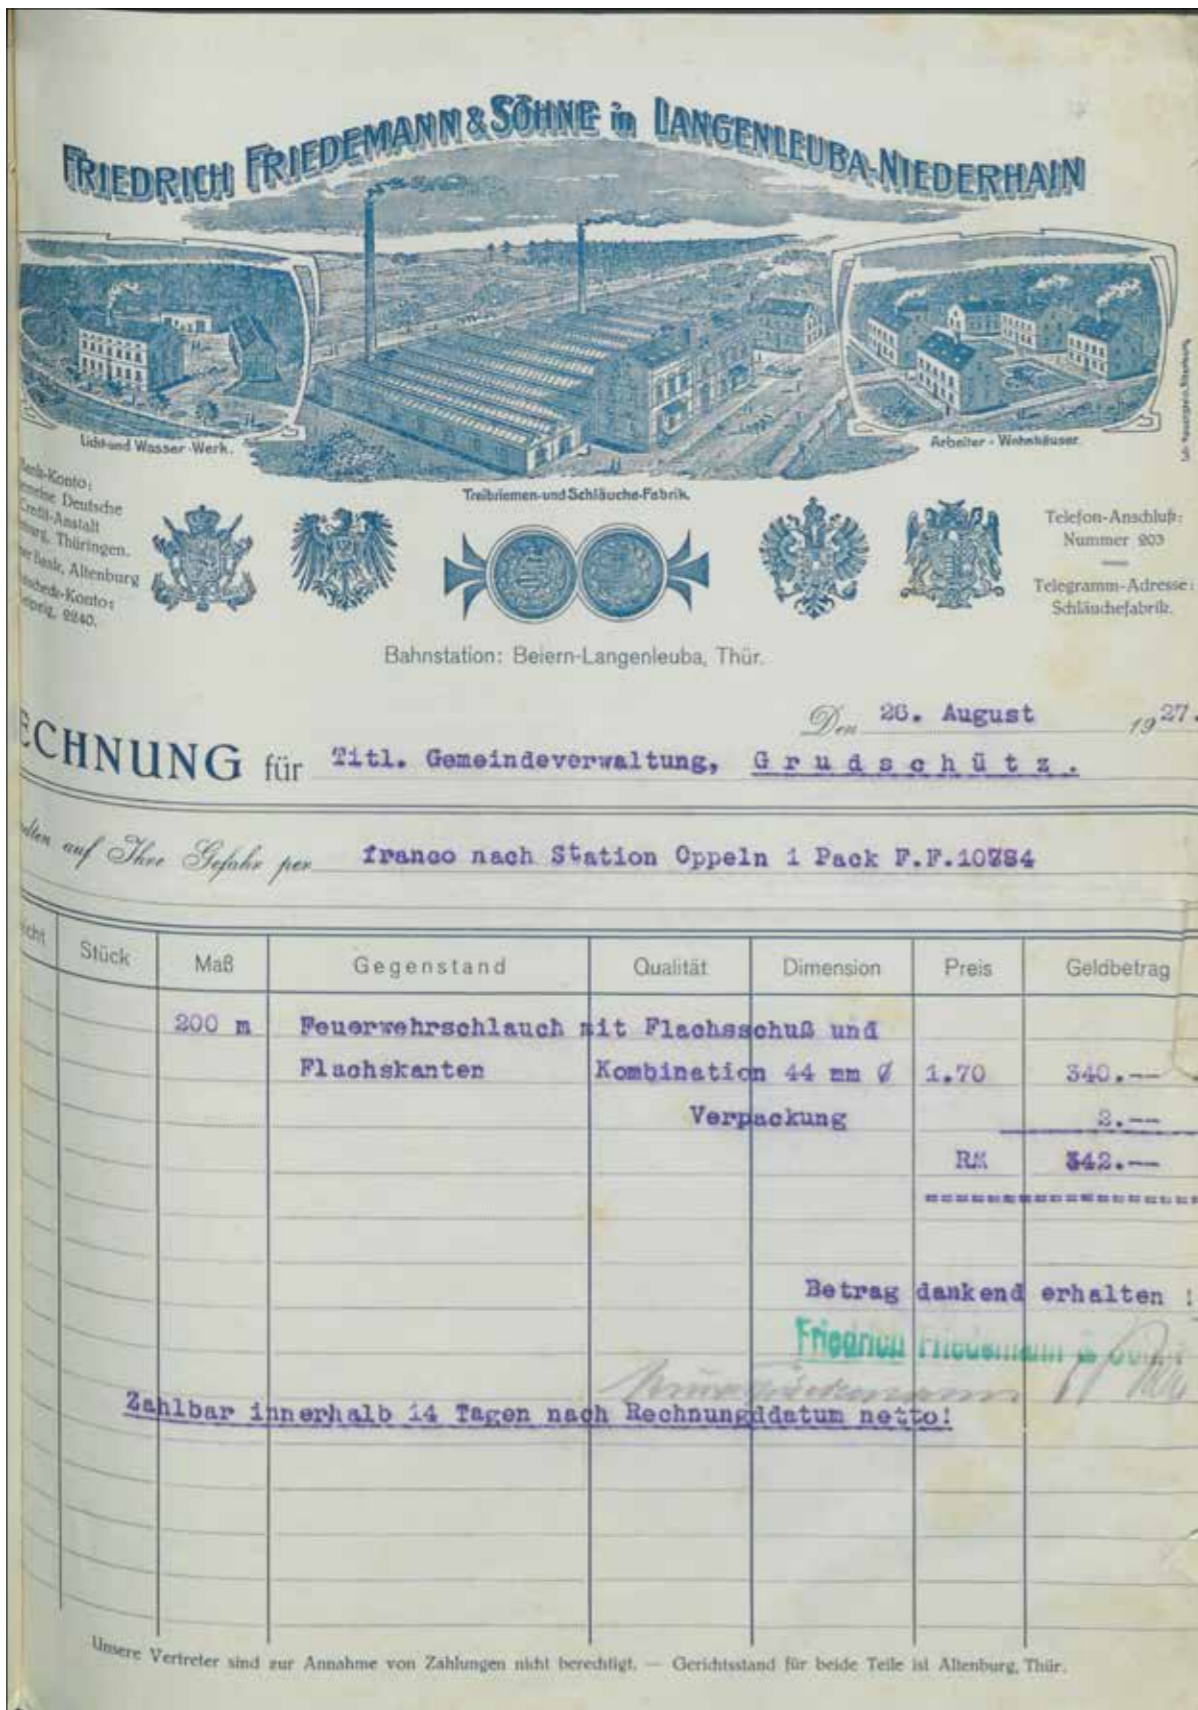 FRIEDRICH FRIEDEMANN & SÖHNE in LANGENLEUBA-NIEDERHAIN
Licht-und Wasser-Werk.
Treibriemen-und Schläuche-Fabrik.
Arbeiter-Wohnhäuser.
Bank-Konto:
Deutsche
Credit-Anstalt
Thüringen.
Bank, Altenburg
Konto:
2240.
Telefon-Anschluß:
Nummer 203
Telegramm-Adresse:
Schläuchefabrik.
Bahnstation: Beiern-Langenleuba, Thür.
Den 26. August 1927.
ECHNUNG für Titl. Gemeindeverwaltung, Grudschütz.
auf Ihre Gefahr per franco nach Station Oppeln 1 Pack
Stück Maß Gegenstand Qualität Dimension Preis Geldbetrag
200 m Feuerwehrschlauch mit Flachsschuß und
Flachskanten Kombination 44 mm Ø 1.70 340.--
Verpackung 2.--
RM 342.--
Betrag dankend erhalten !
Friedrich Friedemann &
Zahlbar innerhalb 14 Tagen nach Rechnungddatum netto!
Unsere Vertreter sind zur Annahme von Zahlungen nicht berechtigt. — Gerichtsstand für beide Teile ist Altenburg, Thür.